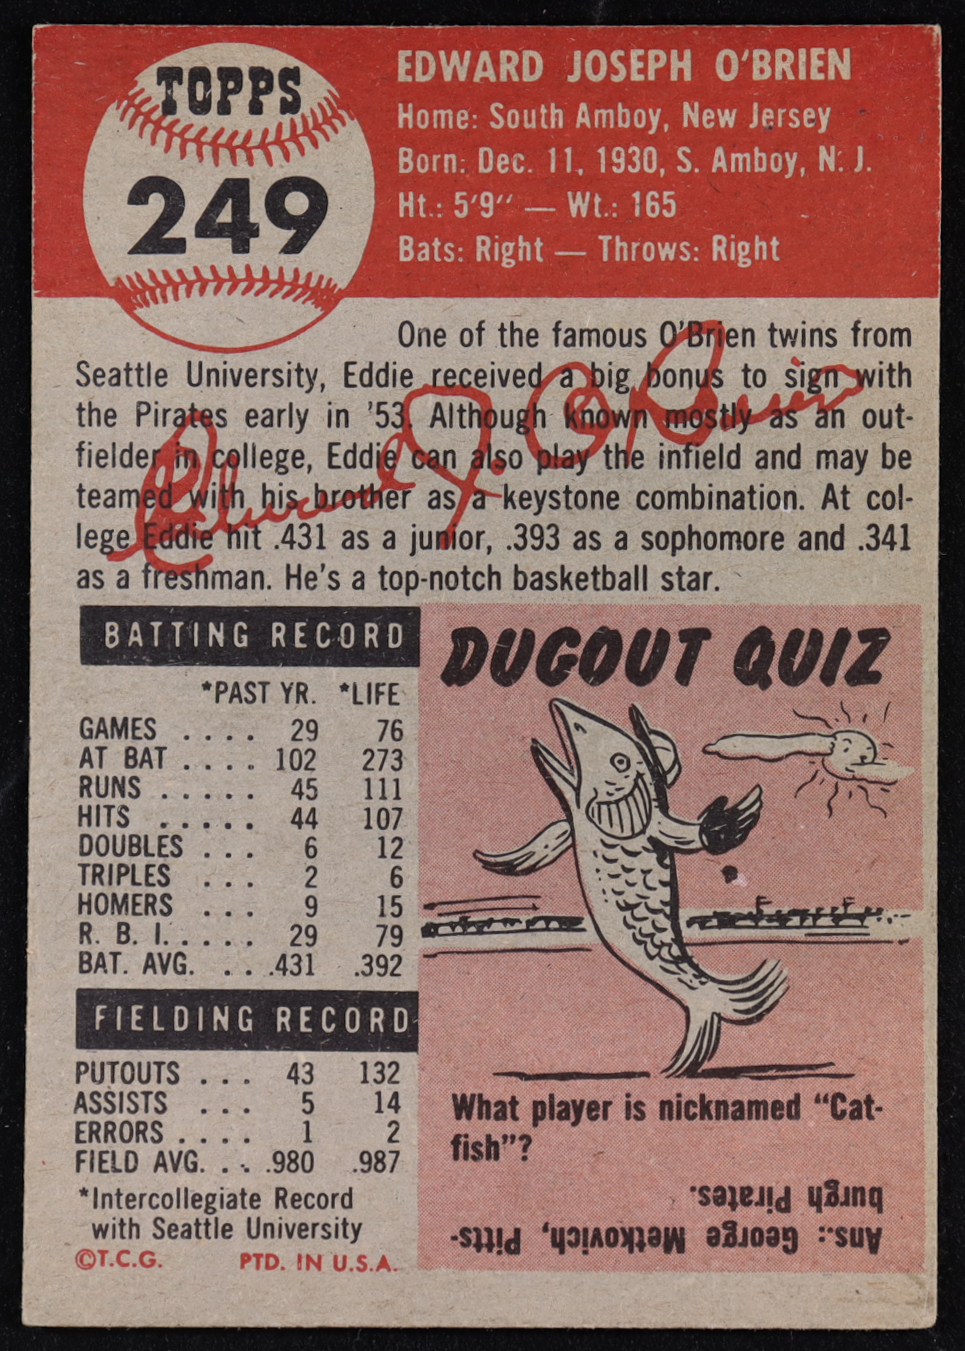 TOPPS
249
EDWARD JOSEPH O'BRIEN
Home: South Amboy, New Jersey
Born: Dec. 11, 1930, S. Amboy, N. J.
Ht.: 5'9" — Wt.: 165
Bats: Right — Throws: Right
One of the famous O'Brien twins from
Seattle University, Eddie received a big bonus to sign with
the Pirates early in '53. Although known mostly as an out-
fielder in college, Eddie can also play the infield and may be
teamed with his brother as a keystone combination. At col-
lege Eddie hit .431 as a junior, .393 as a sophomore and .341
as a freshman. He's a top-notch basketball star.
Edward J. O'Brien
BATTING RECORD
*PAST YR. *LIFE
GAMES . . . . 29 76
AT BAT . . . . 102 273
RUNS . . . . . 45 111
HITS . . . . . 44 107
DOUBLES . . . 6 12
TRIPLES . . . 2 6
HOMERS . . . 9 15
R. B. I. . . . . 29 79
BAT. AVG. . . .431 .392
FIELDING RECORD
PUTOUTS . . . 43 132
ASSISTS . . . 5 14
ERRORS . . . . 1 2
FIELD AVG. . . .980 .987
*Intercollegiate Record
with Seattle University
©T.C.G. PTD. IN U.S.A.
DUGOUT QUIZ
What player is nicknamed "Cat-
fish"?
Ans.: George Metkovich, Pitts-
burgh Pirates.